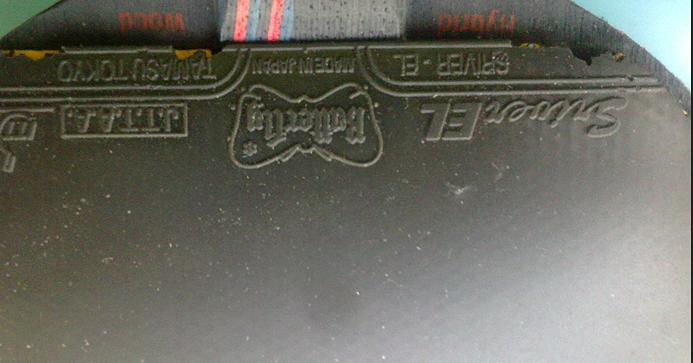 Sriver EL
Butterfly
J.T.T.A.A.
SRIVER - EL
MADE IN JAPAN
TAMASU TOKYO
Hybrid
Wood